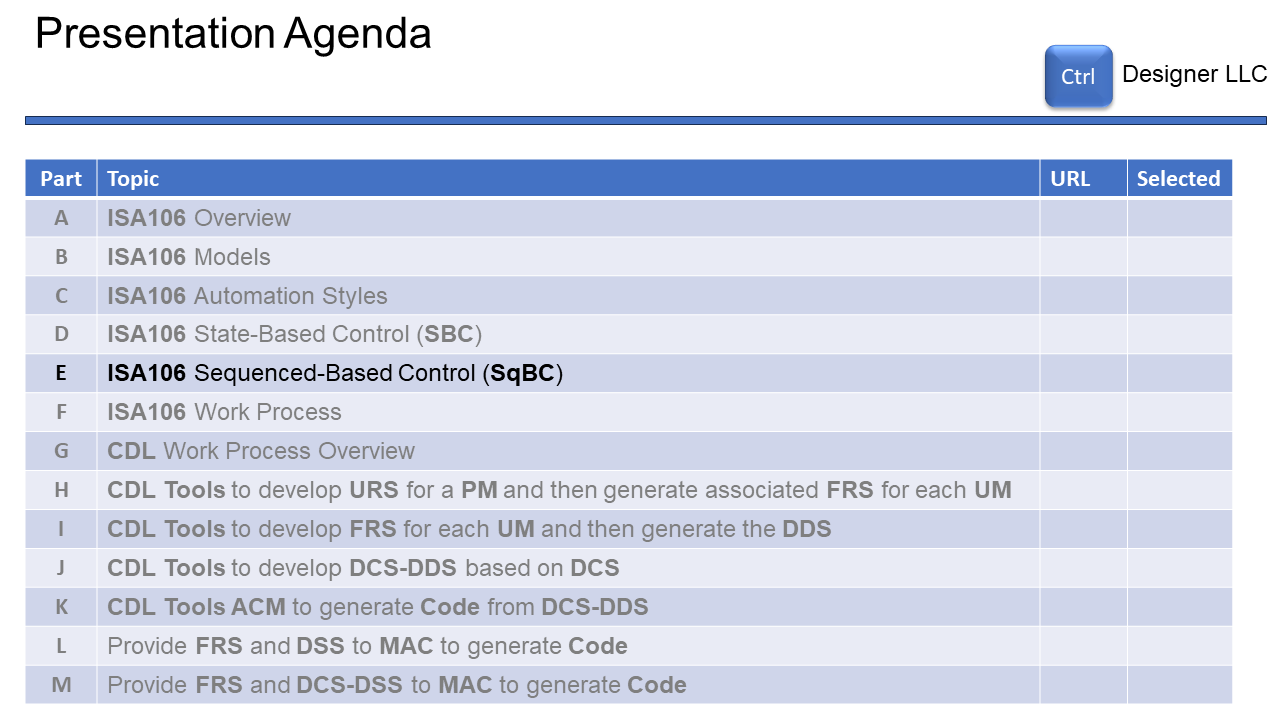 Presentation Agenda
Ctrl Designer LLC
Part Topic URL Selected
A ISA106 Overview
B ISA106 Models
C ISA106 Automation Styles
D ISA106 State-Based Control (SBC)
E ISA106 Sequenced-Based Control (SqBC)
F ISA106 Work Process
G CDL Work Process Overview
H CDL Tools to develop URS for a PM and then generate associated FRS for each UM
I CDL Tools to develop FRS for each UM and then generate the DDS
J CDL Tools to develop DCS-DDS based on DCS
K CDL Tools ACM to generate Code from DCS-DDS
L Provide FRS and DSS to MAC to generate Code
M Provide FRS and DCS-DSS to MAC to generate Code